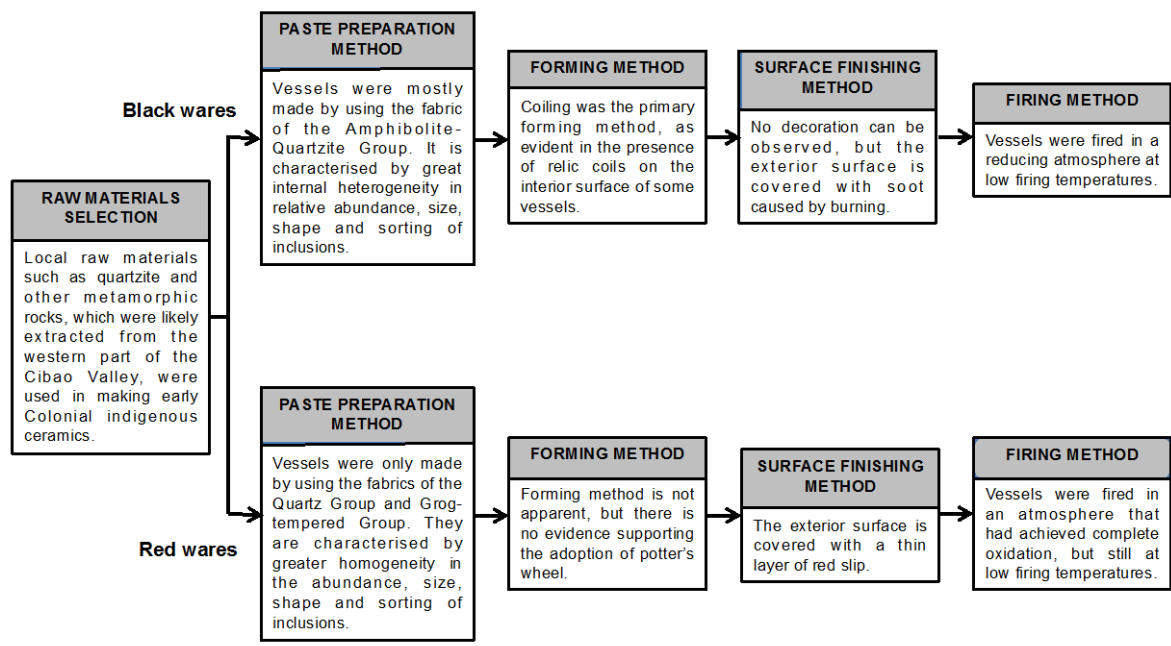 RAW MATERIALS
SELECTION
Local raw materials
such as quartzite and
other metamorphic
rocks, which were likely
extracted from the
western part of the
Cibao Valley, were
used in making early
Colonial indigenous
ceramics.
Black wares
PASTE PREPARATION
METHOD
Vessels were mostly
made by using the fabric
of the Amphibolite-
Quartzite Group. It is
characterised by great
internal heterogeneity in
relative abundance, size,
shape and sorting of
inclusions.
FORMING METHOD
Coiling was the primary
forming method, as
evident in the presence
of relic coils on the
interior surface of some
vessels.
SURFACE FINISHING
METHOD
No decoration can be
observed, but the
exterior surface is
covered with soot
caused by burning.
FIRING METHOD
Vessels were fired in a
reducing atmosphere at
low firing temperatures.
Red wares
PASTE PREPARATION
METHOD
Vessels were only made
by using the fabrics of the
Quartz Group and Grog-
tempered Group. They
are characterised by
greater homogeneity in
the abundance, size,
shape and sorting of
inclusions.
FORMING METHOD
Forming method is not
apparent, but there is
no evidence supporting
the adoption of potter's
wheel.
SURFACE FINISHING
METHOD
The exterior surface is
covered with a thin
layer of red slip.
FIRING METHOD
Vessels were fired in
an atmosphere that
had achieved complete
oxidation, but still at
low firing temperatures.